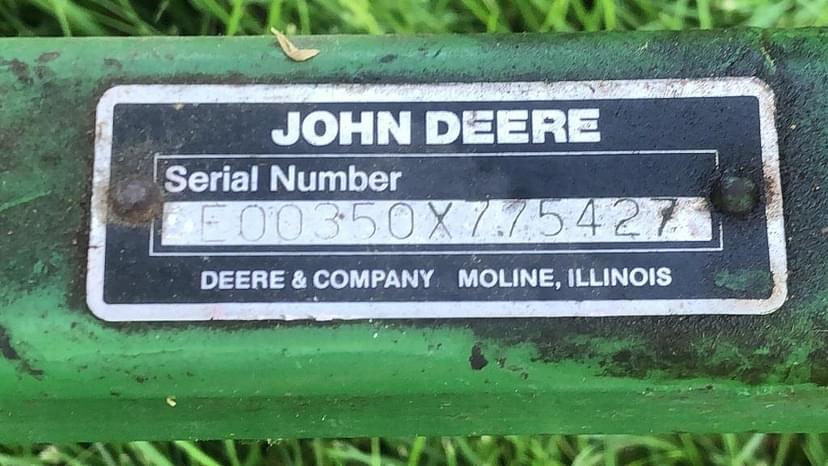 JOHN DEERE
Serial Number
E00350X775427
DEERE & COMPANY MOLINE, ILLINOIS